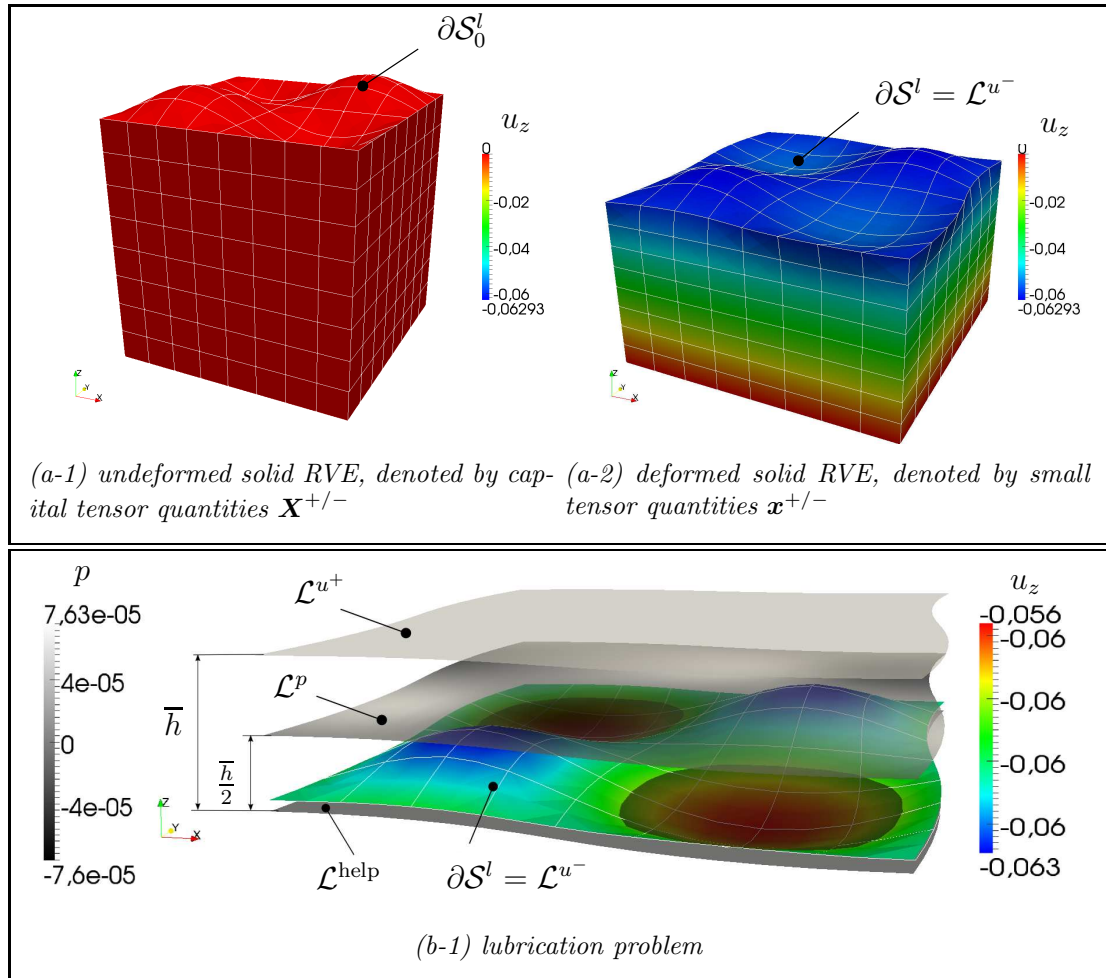 ∂𝒮₀ˡ
u_z
0
-0.02
-0.04
-0.06
-0,06293
Z
Y
X
∂𝒮ˡ = ℒᵘ⁻
u_z
0
-0.02
-0.04
-0.06
-0,06293
Z
Y
X
(a-1) undeformed solid RVE, denoted by cap-
ital tensor quantities X⁺/⁻
(a-2) deformed solid RVE, denoted by small
tensor quantities x⁺/⁻
p
7,63e-05
4e-05
0
-4e-05
-7,6e-05
ℒᵘ⁺
ℒᵖ
h̅
h̅/2
Z
Y
X
ℒʰᵉˡᵖ
∂𝒮ˡ = ℒᵘ⁻
u_z
-0,056
-0,06
-0,06
-0,06
-0,06
-0,06
-0,063
(b-1) lubrication problem